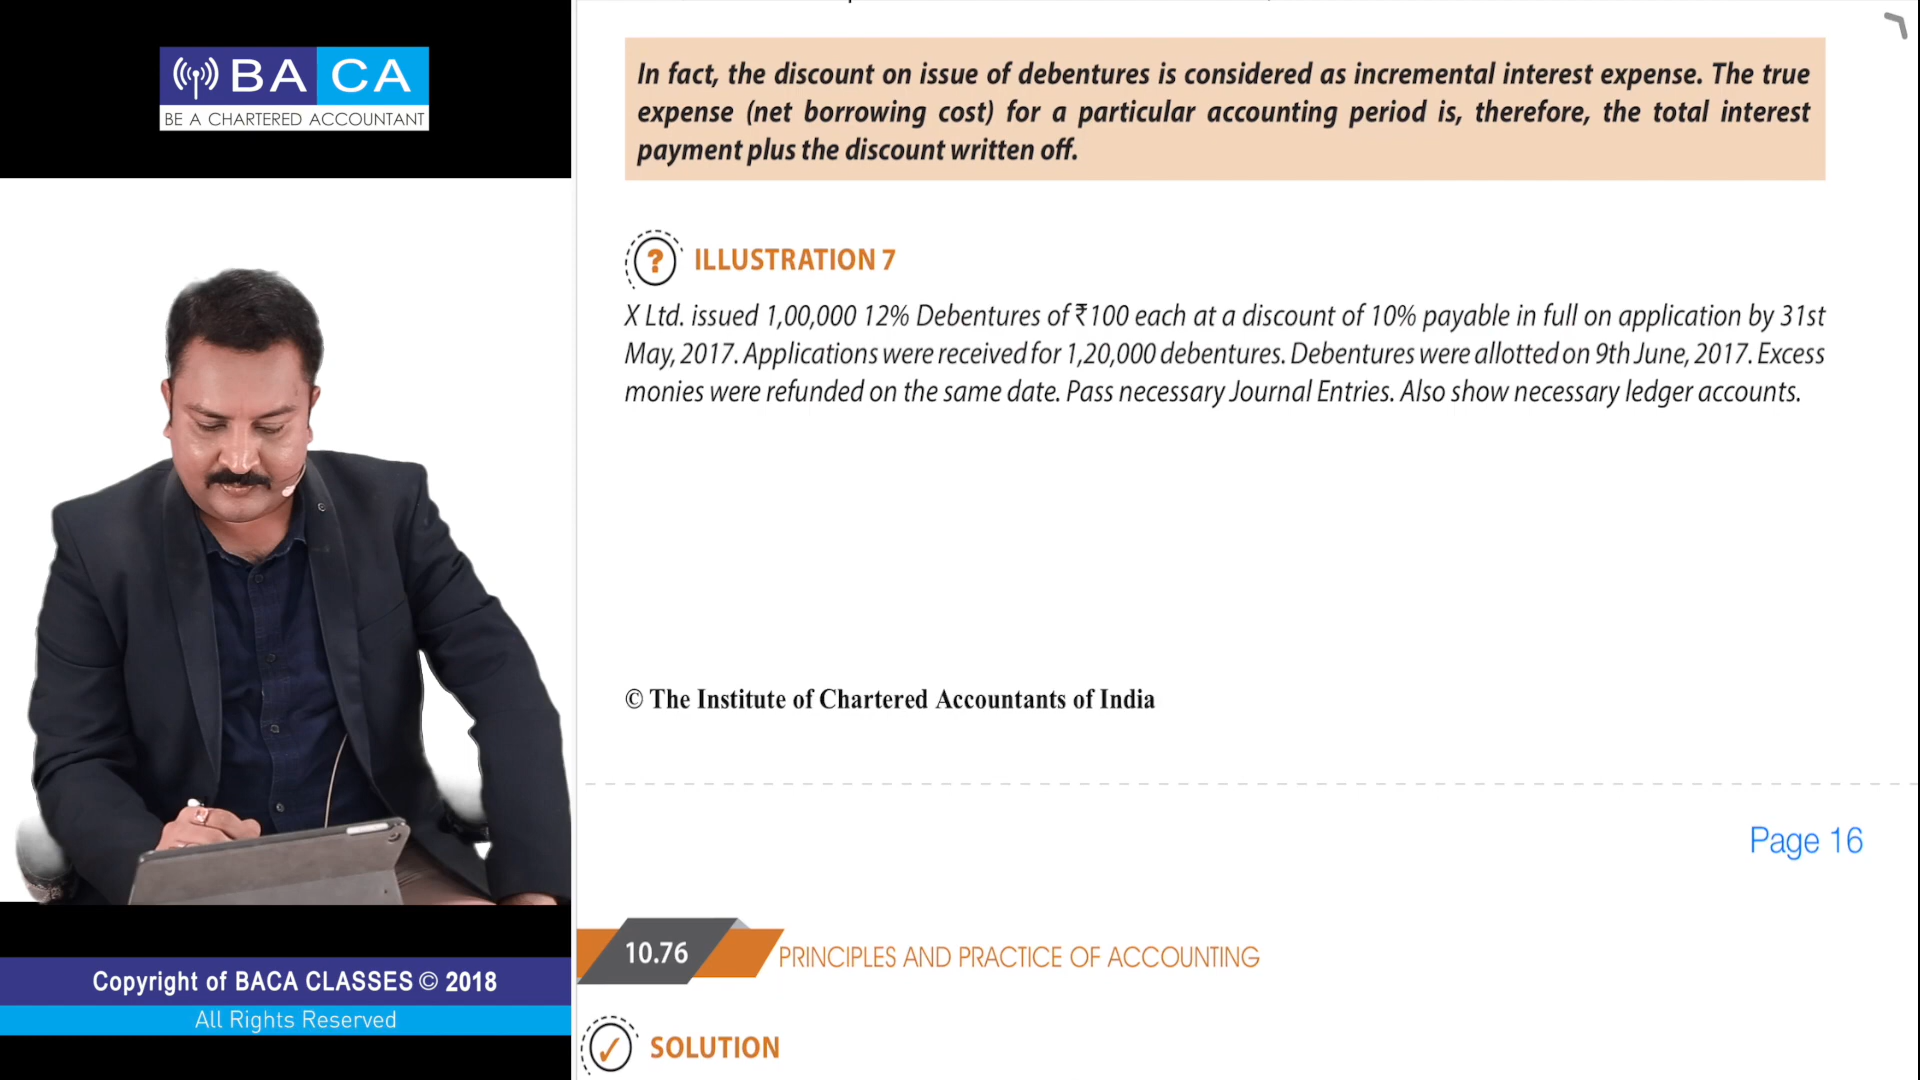 BA CA
BE A CHARTERED ACCOUNTANT
In fact, the discount on issue of debentures is considered as incremental interest expense. The true
expense (net borrowing cost) for a particular accounting period is, therefore, the total interest
payment plus the discount written off.
? ILLUSTRATION 7
X Ltd. issued 1,00,000 12% Debentures of ₹100 each at a discount of 10% payable in full on application by 31st
May, 2017. Applications were received for 1,20,000 debentures. Debentures were allotted on 9th June, 2017. Excess
monies were refunded on the same date. Pass necessary Journal Entries. Also show necessary ledger accounts.
© The Institute of Chartered Accountants of India
Page 16
10.76 PRINCIPLES AND PRACTICE OF ACCOUNTING
SOLUTION
Copyright of BACA CLASSES © 2018
All Rights Reserved